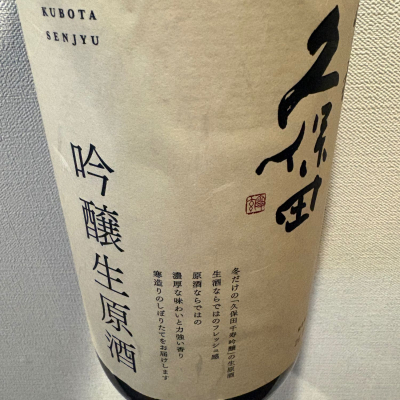 KUBOTA
SENJYU
久保田
吟醸生原酒
冬だけの「久保田千寿吟醸」の生原酒
生酒ならではのフレッシュ感
原酒ならではの
濃厚な味わいと力強い香り
寒造りのしぼりたてをお届けします